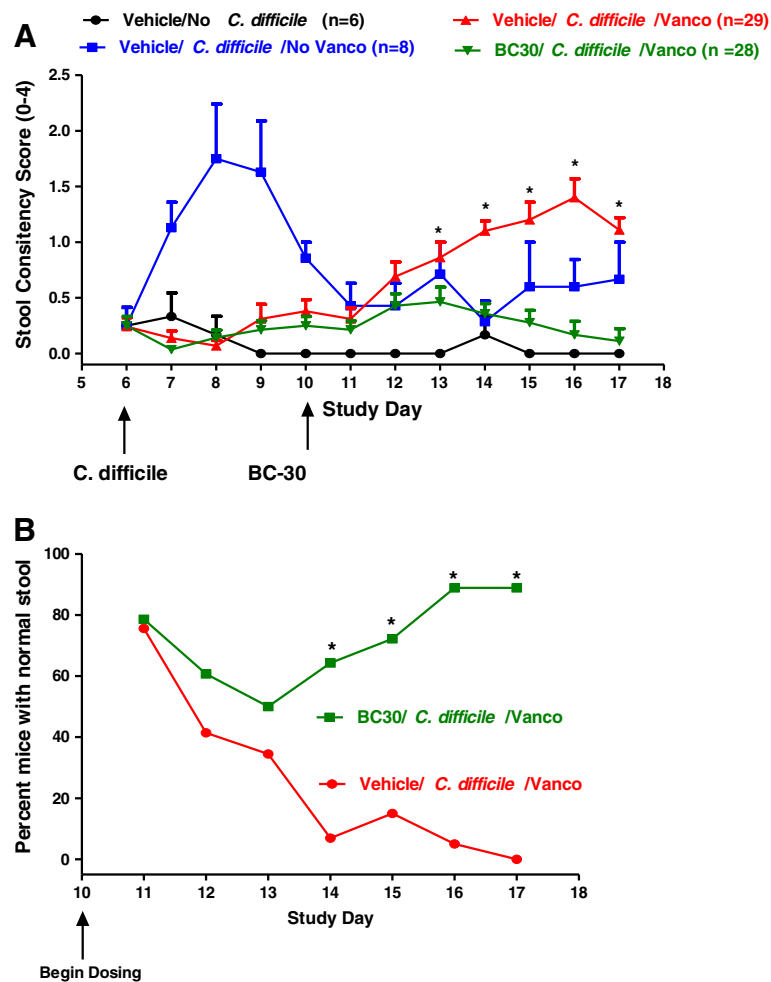 A
Vehicle/No C. difficile (n=6)
Vehicle/ C. difficile /Vanco (n=29)
Vehicle/ C. difficile /No Vanco (n=8)
BC30/ C. difficile /Vanco (n =28)
Stool Consitency Score (0-4)
2.5
2.0
1.5
1.0
0.5
0.0
* * * * *
5 6 7 8 9 10 11 12 13 14 15 16 17 18
Study Day
C. difficile
BC-30
B
Percent mice with normal stool
100
80
60
40
20
0
* * * *
BC30/ C. difficile /Vanco
Vehicle/ C. difficile /Vanco
10 11 12 13 14 15 16 17 18
Study Day
Begin Dosing